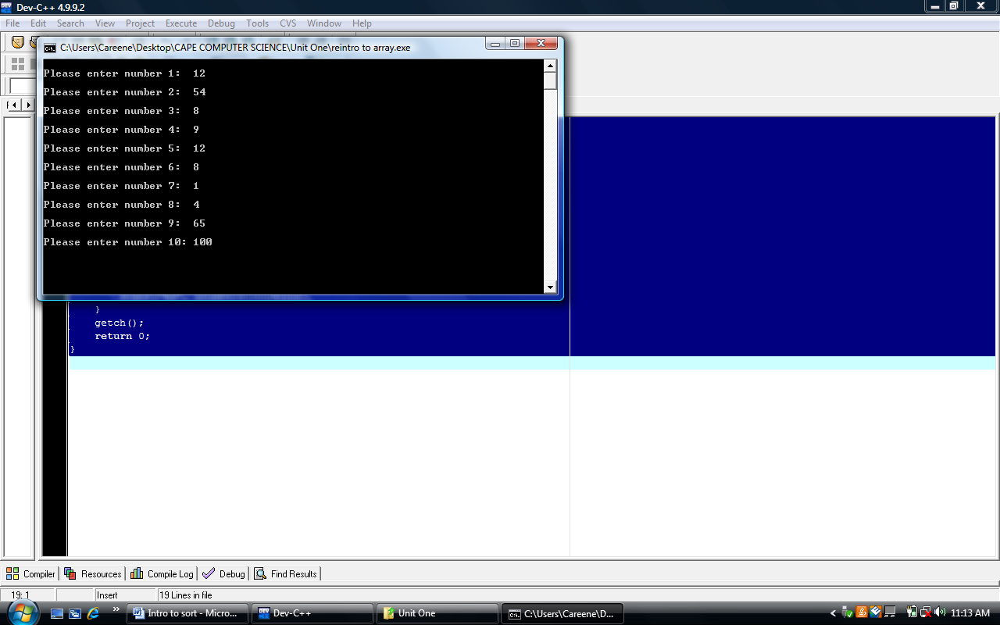 Dev-C++ 4.9.9.2
File Edit Search View Project Execute Debug Tools CVS Window Help
C:\Users\Careene\Desktop\CAPE COMPUTER SCIENCE\Unit One\reintro to array.exe
Please enter number 1: 12
Please enter number 2: 54
Please enter number 3: 8
Please enter number 4: 9
Please enter number 5: 12
Please enter number 6: 8
Please enter number 7: 1
Please enter number 8: 4
Please enter number 9: 65
Please enter number 10: 100
}
getch();
return 0;
}
Compiler Resources Compile Log Debug Find Results
19: 1 Insert 19 Lines in file
Intro to sort - Micro... Dev-C++ Unit One C:\Users\Careene\D... 11:13 AM